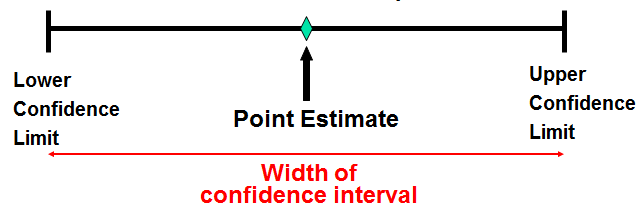 Lower
Confidence
Limit
Point Estimate
Upper
Confidence
Limit
Width of
confidence interval